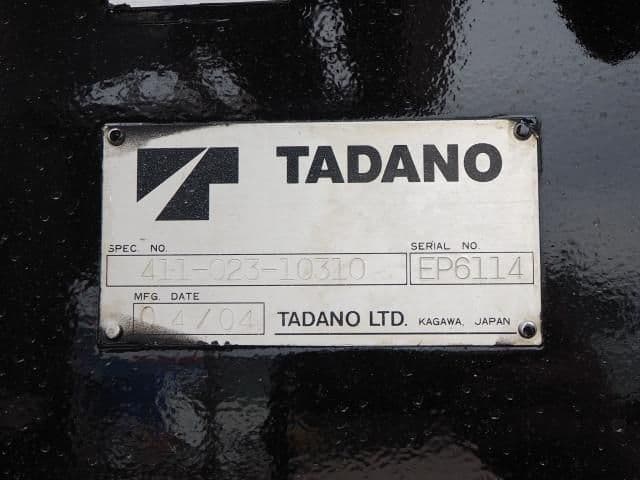 TADANO
SPEC. NO.
411-023-10310
SERIAL NO.
EP6114
MFG. DATE
04/04
TADANO LTD. KAGAWA, JAPAN